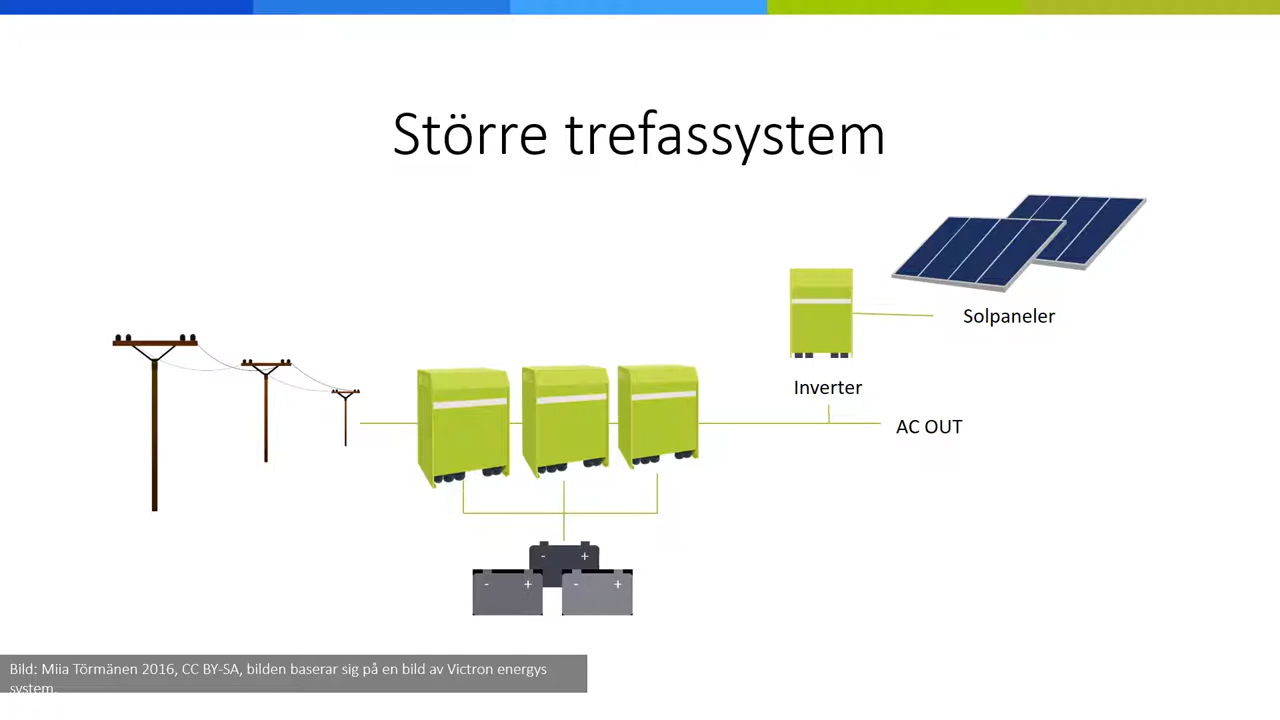 Större trefassystem
Solpaneler
Inverter
AC OUT
- +
- + - +
Bild: Miia Törmänen 2016, CC BY-SA, bilden baserar sig på en bild av Victron energys
system.